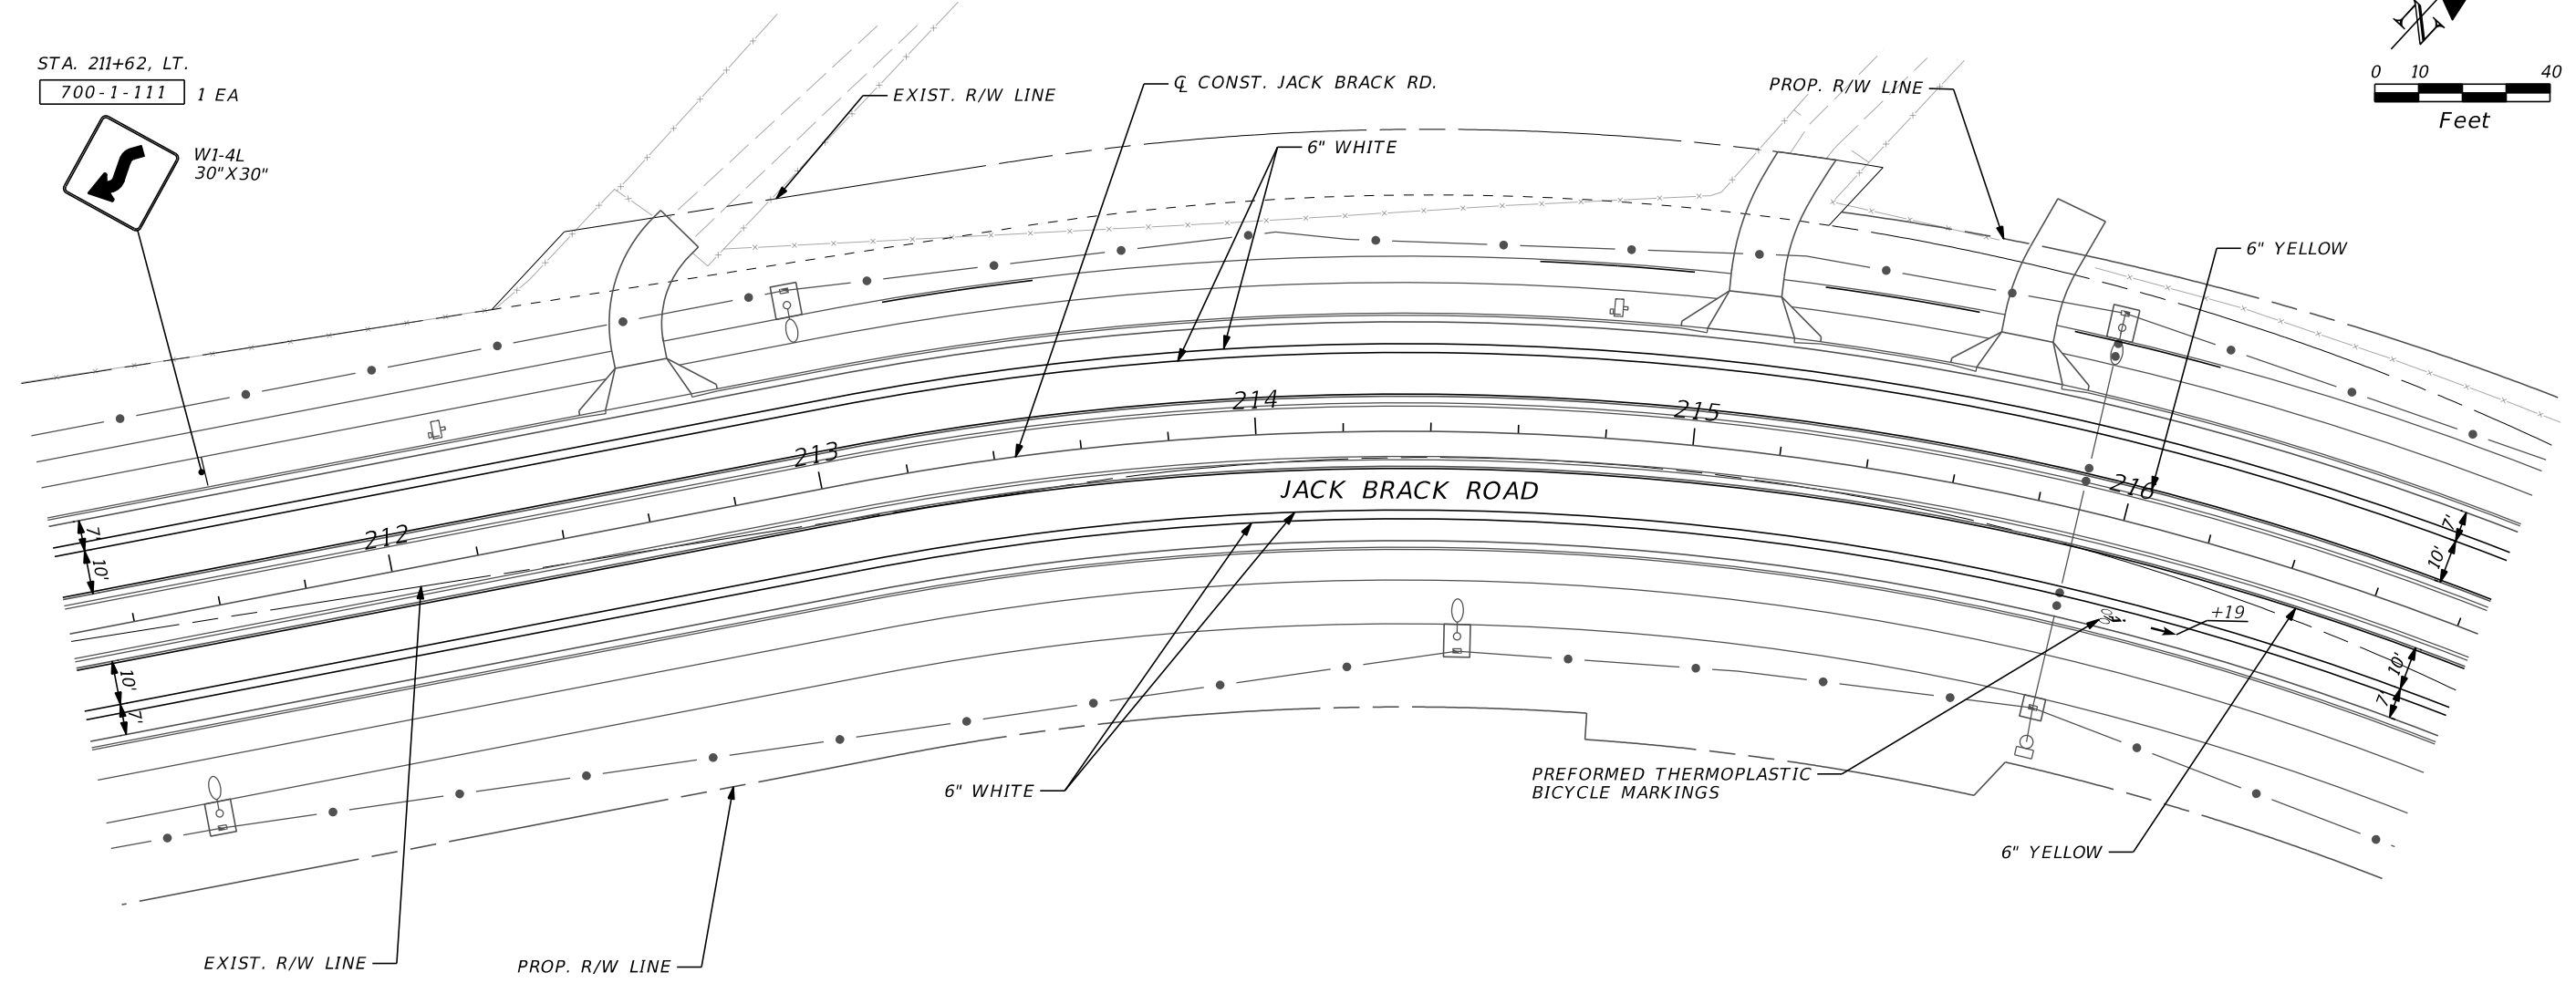 STA. 211+62, LT.
700-1-111 1 EA
W1-4L
30"X30"
EXIST. R/W LINE
℄ CONST. JACK BRACK RD.
6" WHITE
PROP. R/W LINE
N
0 10 40
Feet
6" YELLOW
212
213
214
215
216
JACK BRACK ROAD
7'
10'
10'
7'
7'
10'
10'
7'
+19
PREFORMED THERMOPLASTIC
BICYCLE MARKINGS
6" WHITE
6" YELLOW
EXIST. R/W LINE
PROP. R/W LINE